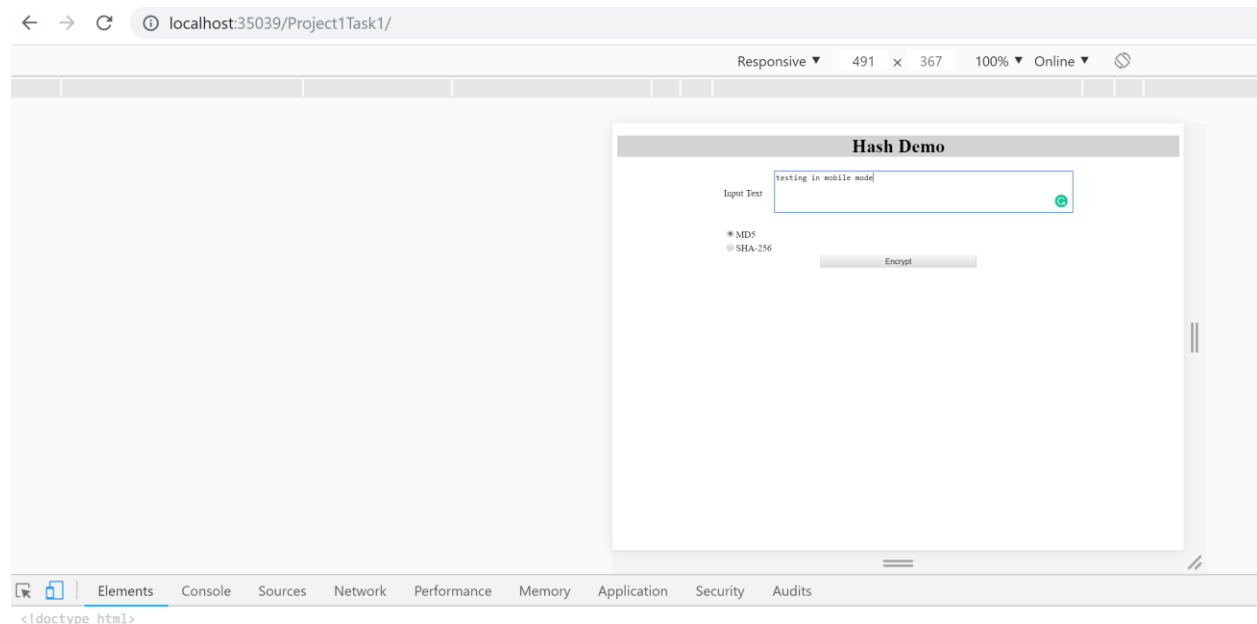 localhost:35039/Project1Task1/
Responsive ▼ 491 × 367 100% ▼ Online ▼
Hash Demo
testing in mobile mode
Input Text
MD5
SHA-256
Encrypt
Elements Console Sources Network Performance Memory Application Security Audits
<!doctype html>